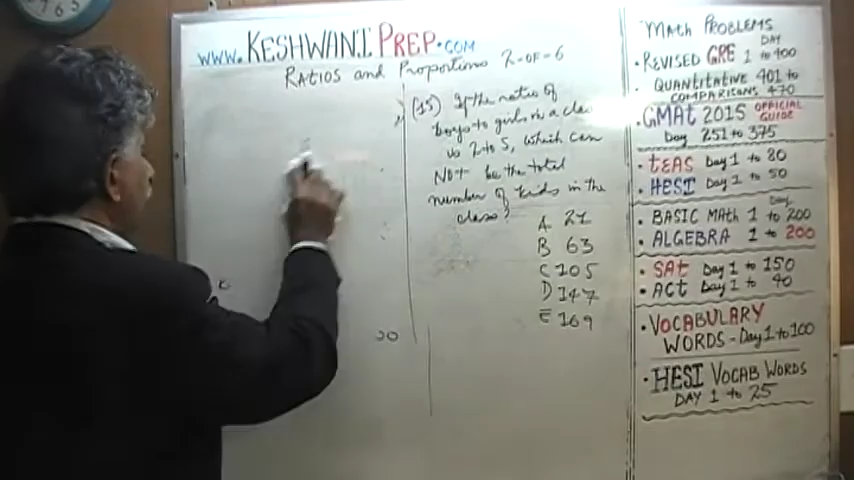 WWW. KESHWANI PREP.COM
RATIOS and Proportions 2-OF-6
(15) If the ratio of
boys to girls in a class
is 2 to 5, which can
NOT be the total
number of kids in the
class?
A 21
B 63
C 105
D 147
E 169
20
Math PROBLEMS
• REVISED GRE DAY 1 to 400
• QUANTITATIVE 401 to
COMPARISONS 470
• GMAt 2015 OFFICIAL GUIDE
Day 251 to 375
• tEAS Day 1 to 80
• HESI Day 1 to 50
Day
• BASIC MAth 1 to 200
• ALGEBRA 1 to 200
• SAt Day 1 to 150
• ACt Day 1 to 40
• VOCABULARY
WORDS - Day 1 to 100
• HESI VOCAB WORDS
DAY 1 to 25